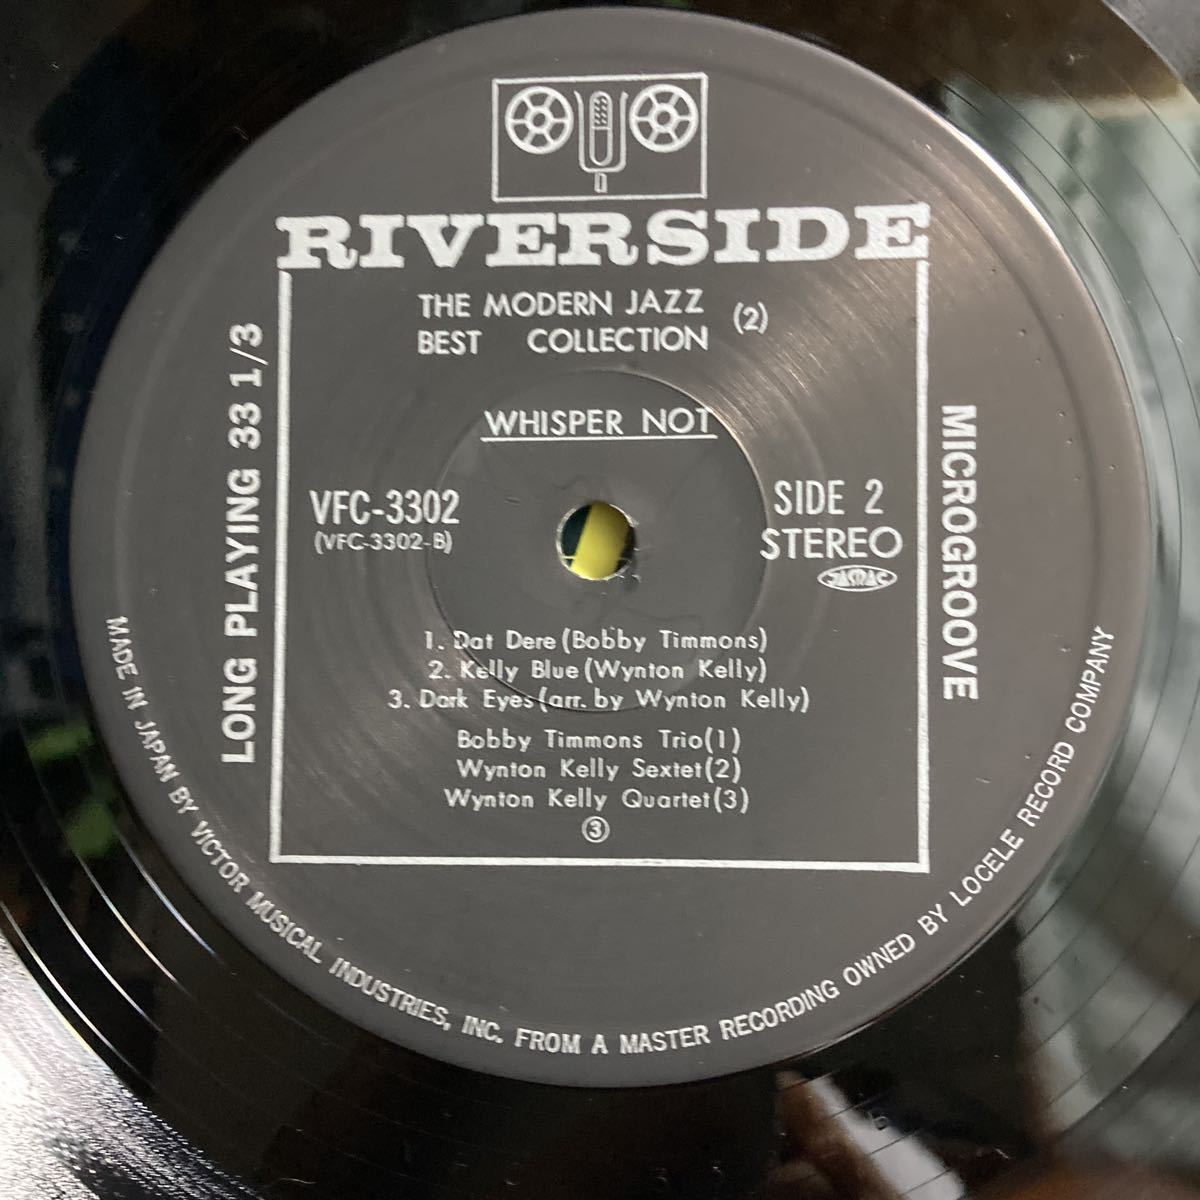 RIVERSIDE
THE MODERN JAZZ
BEST COLLECTION (2)
WHISPER NOT
VFC-3302
(VFC-3302-B)
SIDE 2
STEREO
JASRAC
1. Dat Dere (Bobby Timmons)
2. Kelly Blue (Wynton Kelly)
3. Dark Eyes (arr. by Wynton Kelly)
Bobby Timmons Trio (1)
Wynton Kelly Sextet (2)
Wynton Kelly Quartet (3)
③
LONG PLAYING 33 1/3
MICROGROOVE
MADE IN JAPAN BY VICTOR MUSICAL INDUSTRIES, INC. FROM A MASTER RECORDING OWNED BY LOCELE RECORD COMPANY